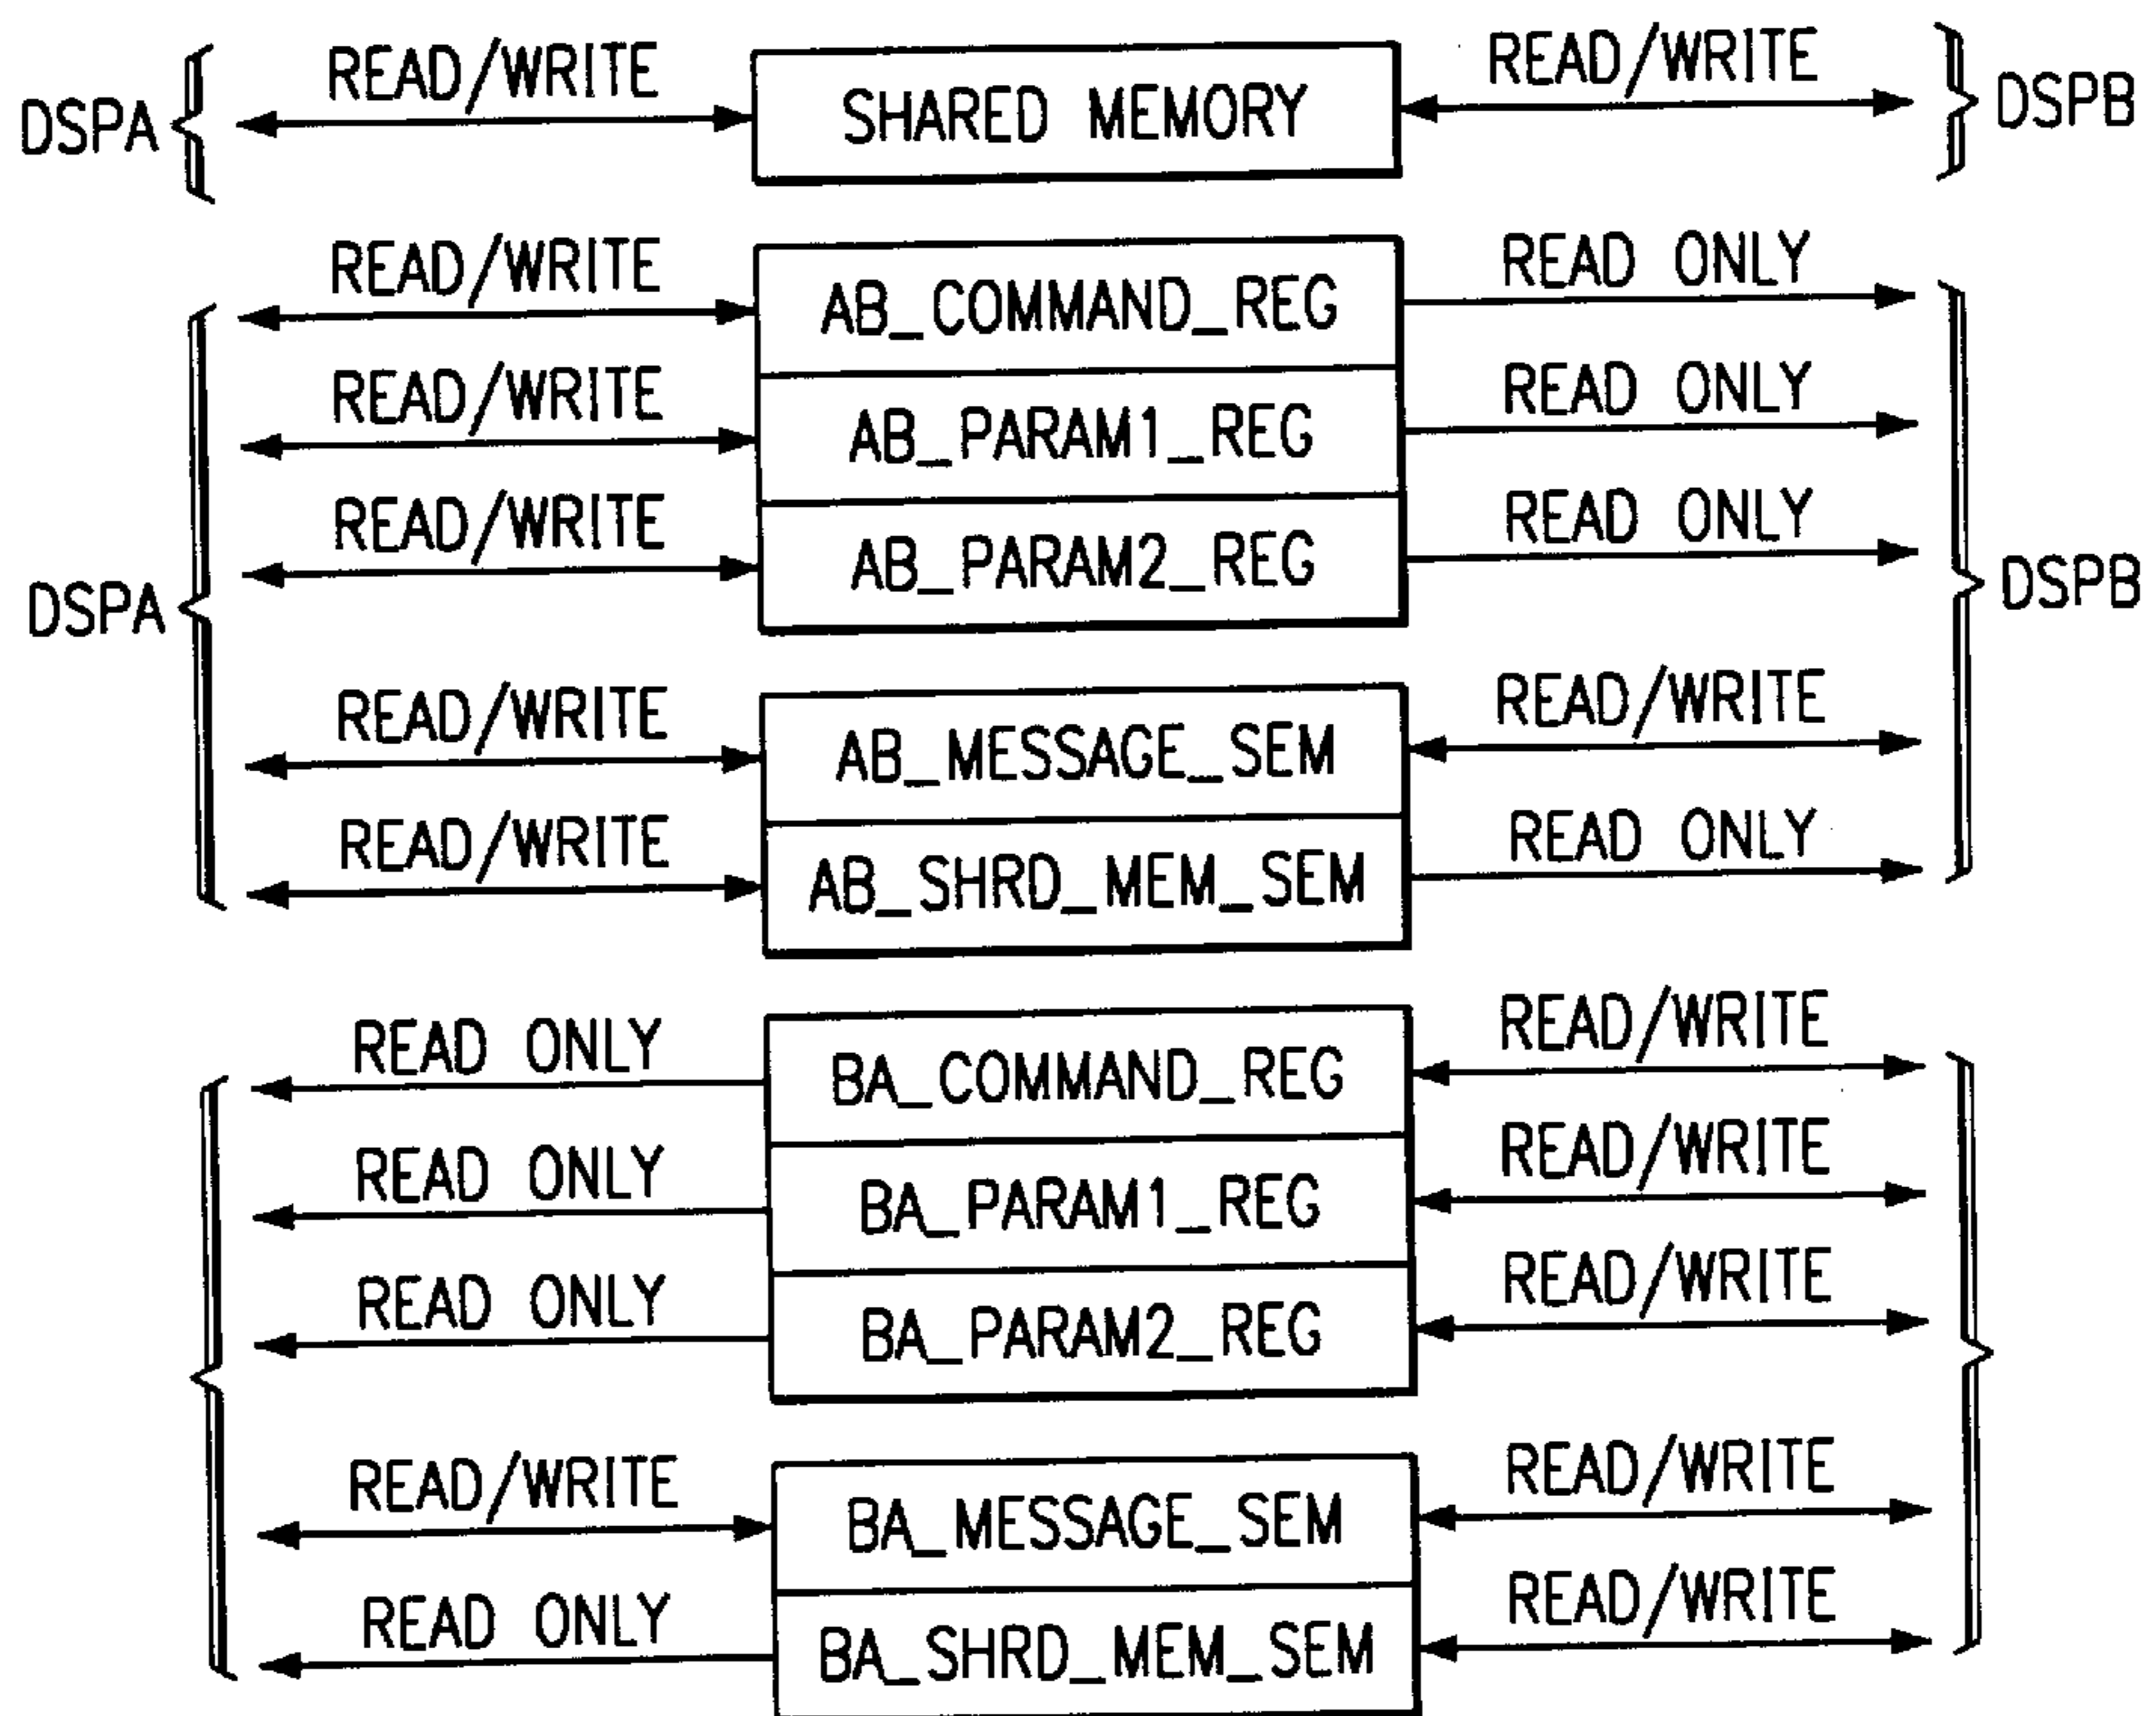 READ/WRITE READ/WRITE
DSPA SHARED MEMORY DSPB
READ/WRITE READ ONLY
AB_COMMAND_REG
READ/WRITE READ ONLY
AB_PARAM1_REG
READ/WRITE READ ONLY
AB_PARAM2_REG
DSPA DSPB
READ/WRITE READ/WRITE
AB_MESSAGE_SEM
READ/WRITE READ ONLY
AB_SHRD_MEM_SEM
READ ONLY READ/WRITE
BA_COMMAND_REG
READ ONLY READ/WRITE
BA_PARAM1_REG
READ ONLY READ/WRITE
BA_PARAM2_REG
READ/WRITE READ/WRITE
BA_MESSAGE_SEM
READ ONLY READ/WRITE
BA_SHRD_MEM_SEM